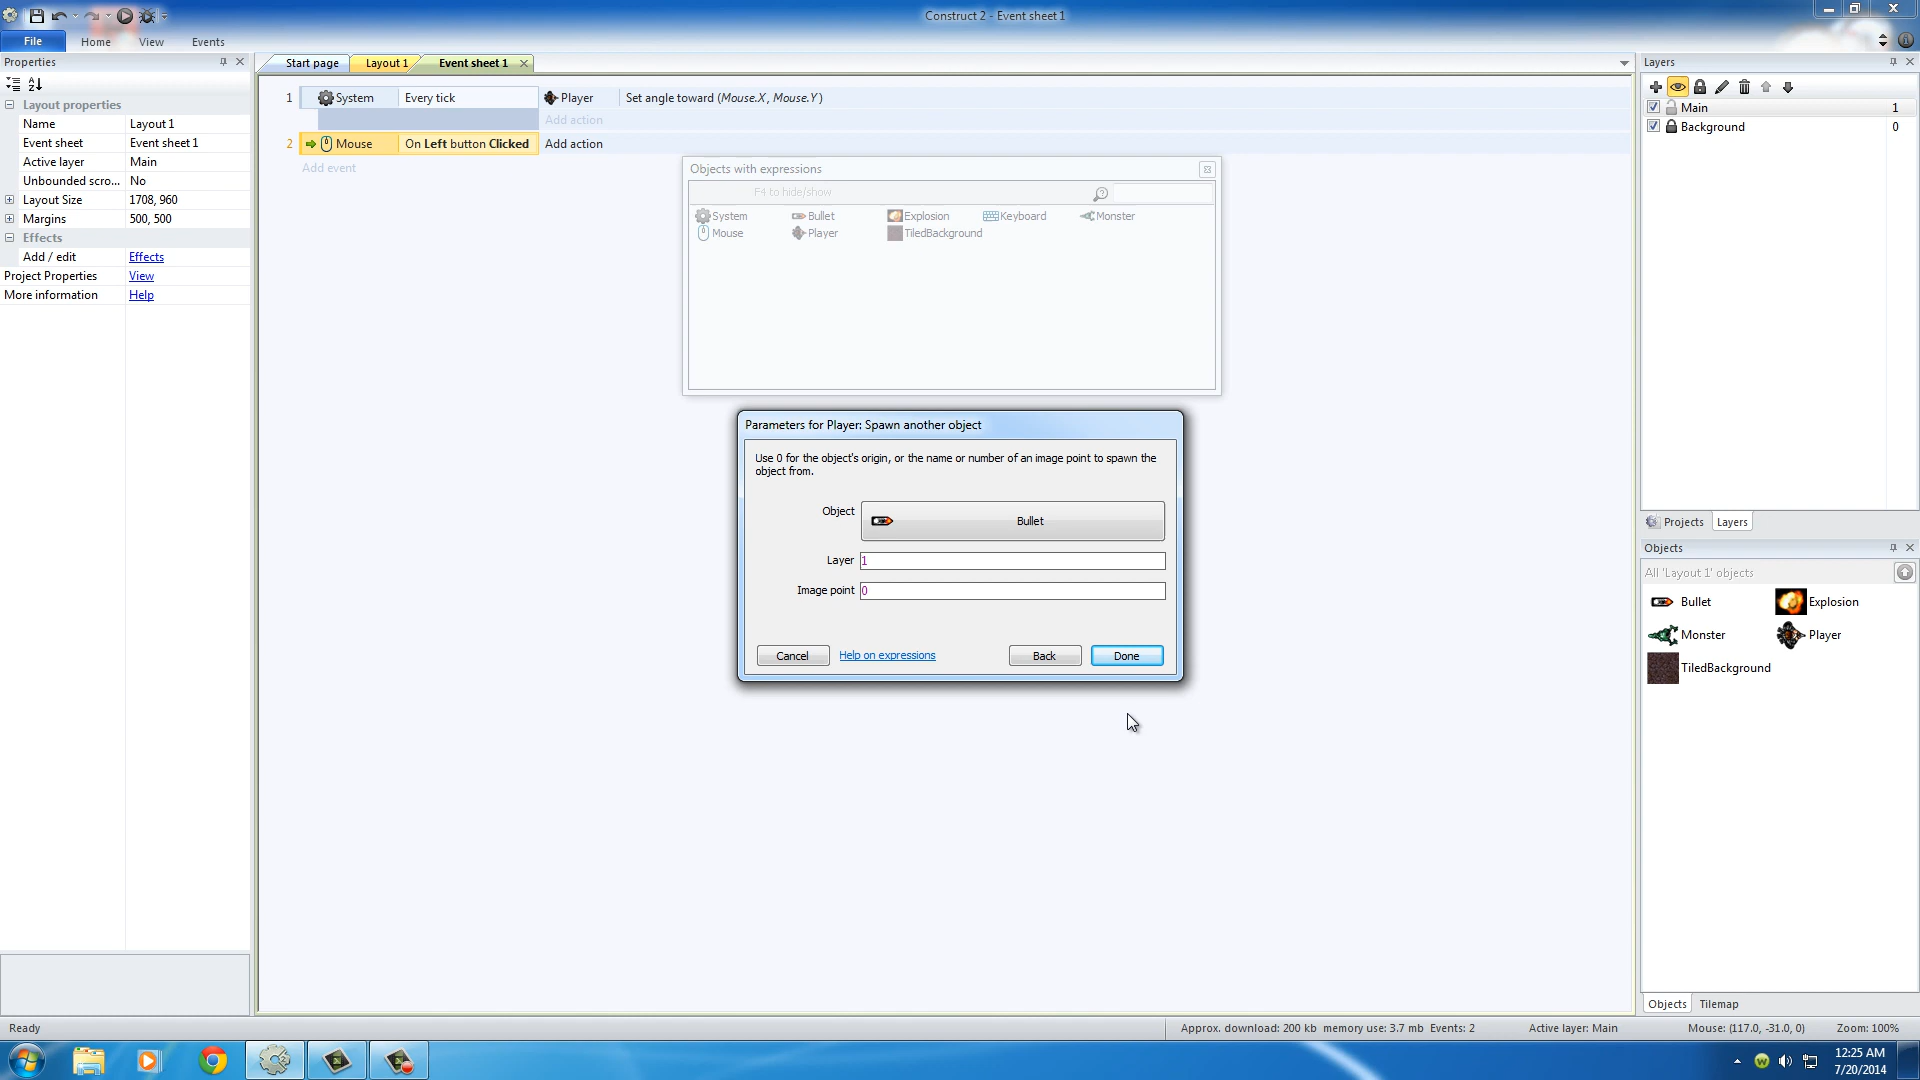 Construct 2 - Event sheet 1
File Home View Events
Properties
Layout properties
Name Layout 1
Event sheet Event sheet 1
Active layer Main
Unbounded scro... No
Layout Size 1708, 960
Margins 500, 500
Effects
Add / edit Effects
Project Properties View
More information Help
Start page Layout 1 Event sheet 1
1 System Every tick Player Set angle toward (Mouse.X, Mouse.Y)
Add action
2 Mouse On Left button Clicked Add action
Add event
Objects with expressions
F4 to hide/show
System Bullet Explosion Keyboard Monster
Mouse Player TiledBackground
Parameters for Player: Spawn another object
Use 0 for the object's origin, or the name or number of an image point to spawn the
object from.
Object Bullet
Layer 1
Image point 0
Cancel Help on expressions Back Done
Layers
Main 1
Background 0
Projects Layers
Objects
All 'Layout 1' objects
Bullet Explosion
Monster Player
TiledBackground
Objects Tilemap
Ready Approx. download: 200 kb memory use: 3.7 mb Events: 2 Active layer: Main Mouse: (117.0, -31.0, 0) Zoom: 100%
12:25 AM
7/20/2014